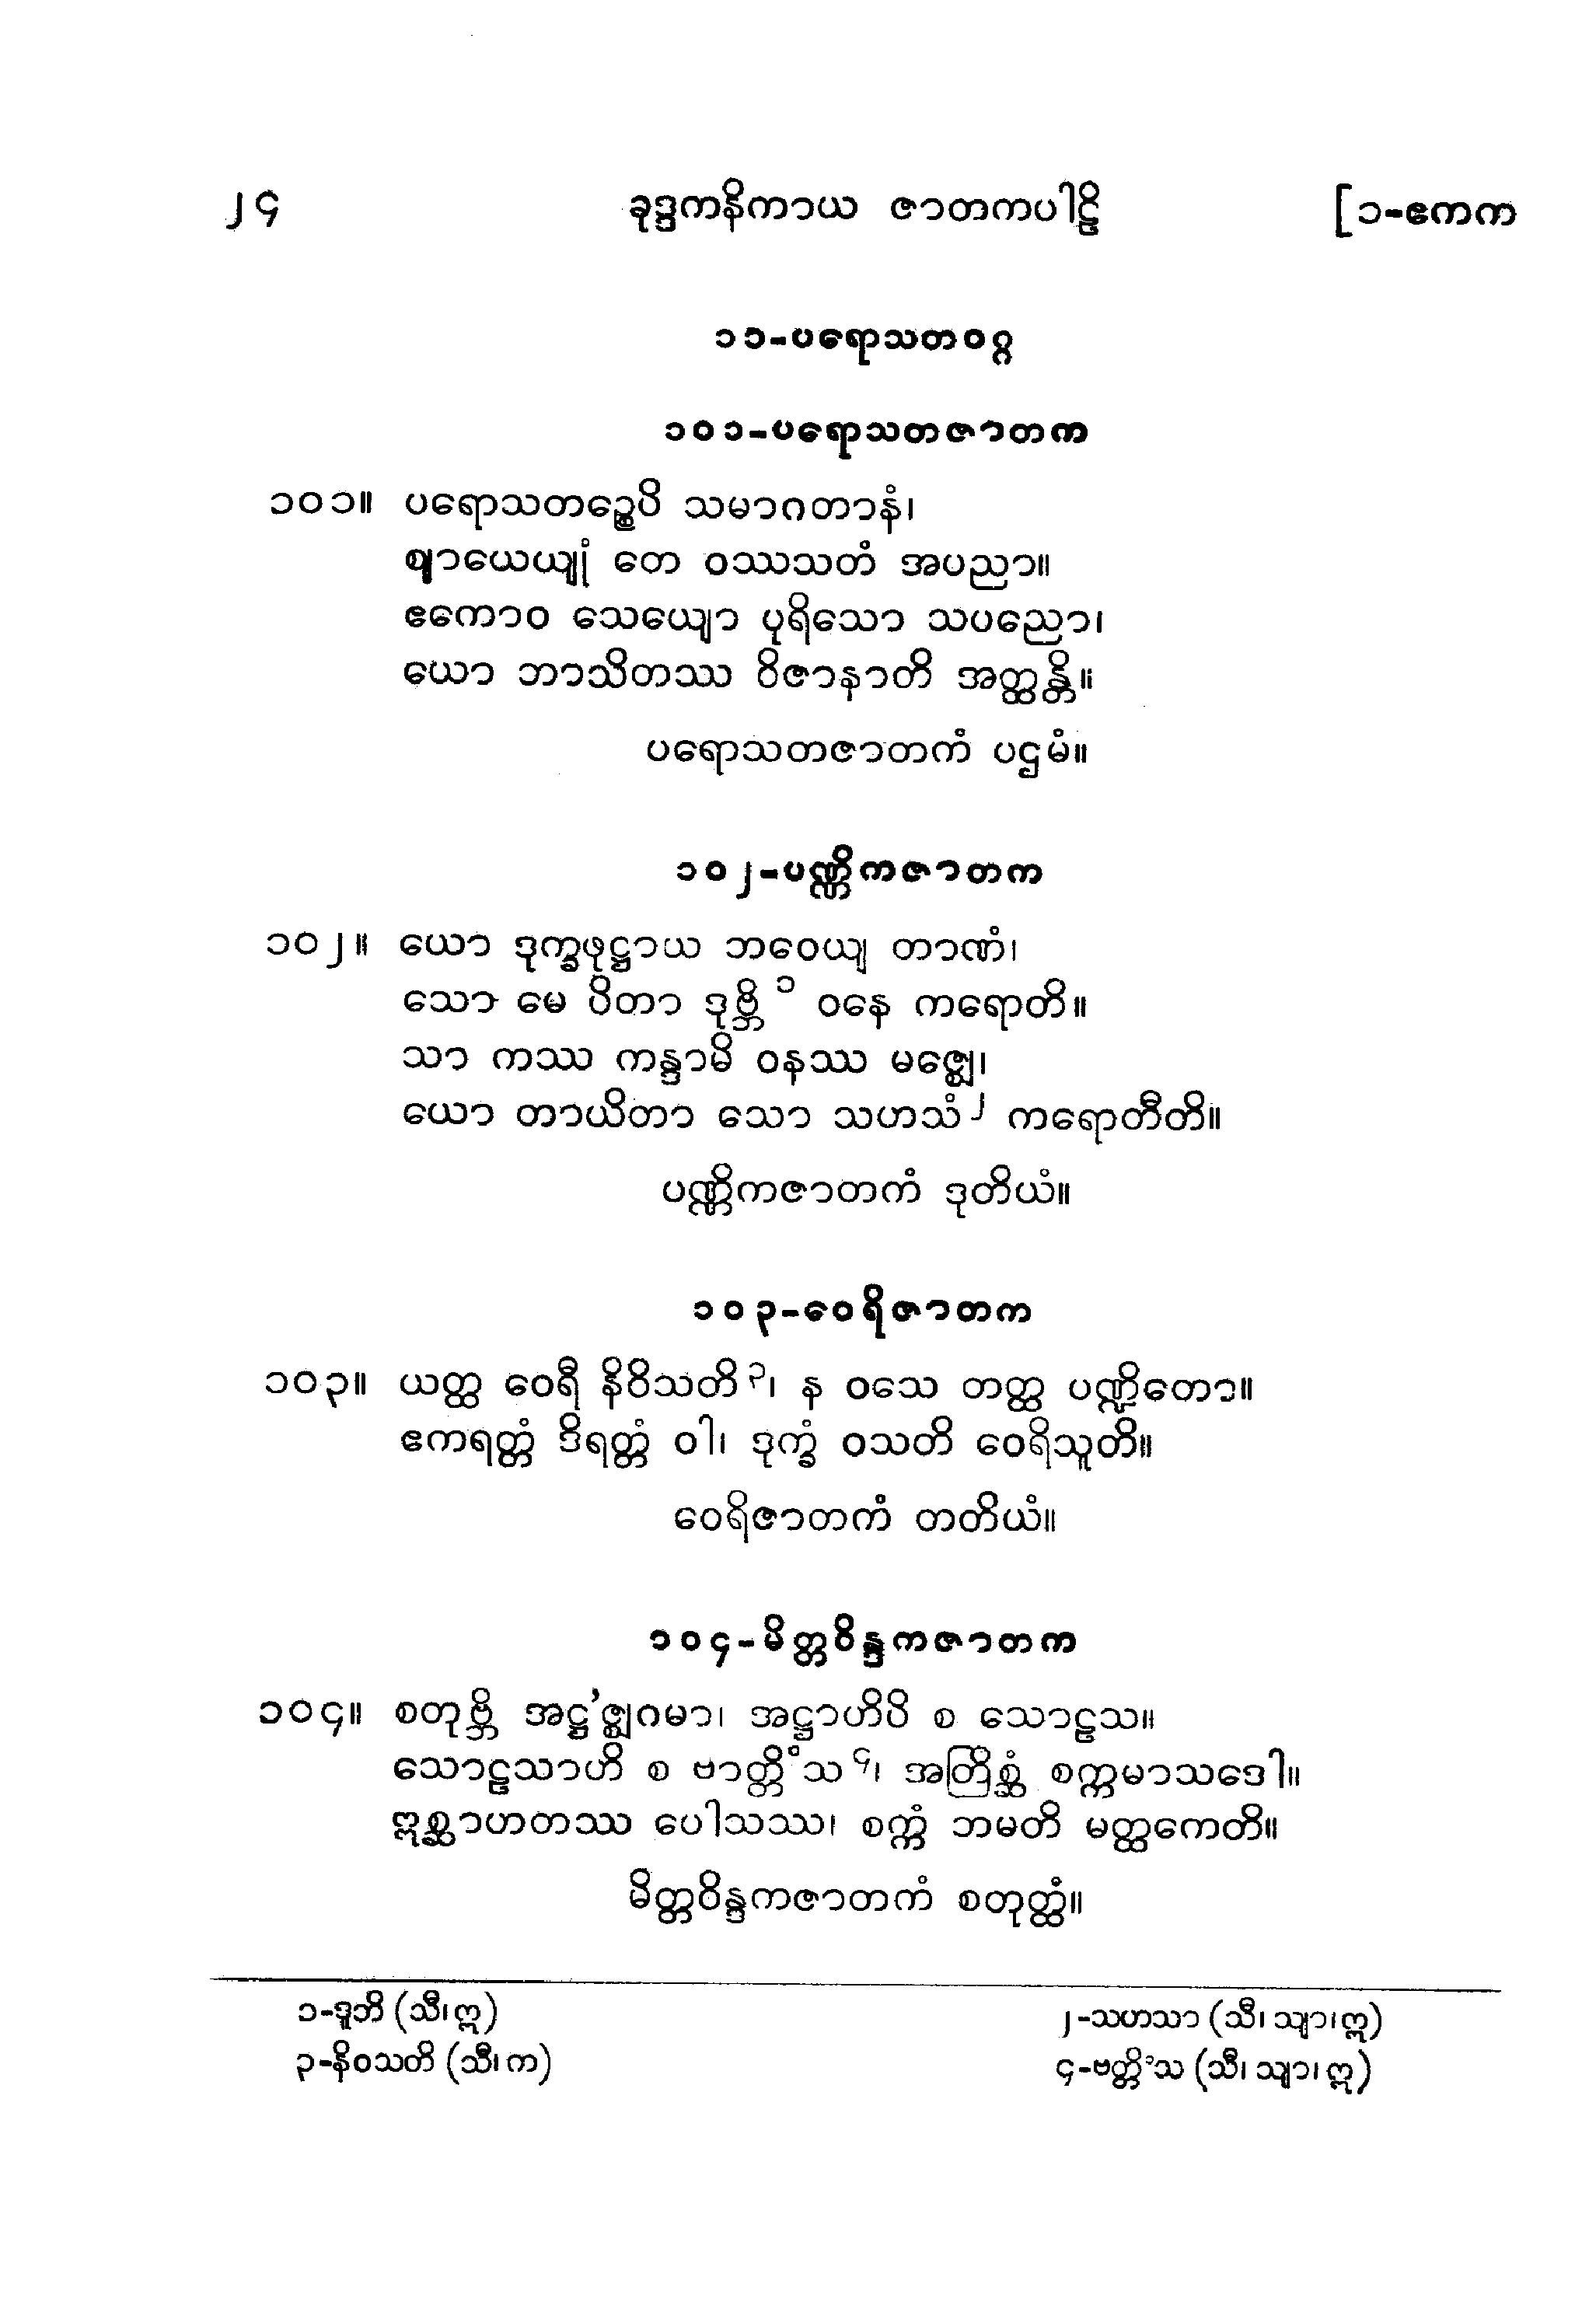 ၂၄ ခုဒ္ဒကနိကာယ ဇာတကပါဠိ [၁-ဧကက
၁၁-ပရောသတဝဂ္ဂ
၁၀၁-ပရောသတဇာတက
၁၀၁။ ပရောသတဉ္စေပိ သမာဂတာနံ၊
ဈာယေယျုံ တေ ဝဿသတံ အပညာ။
ဧကောဝ သေယျော ပုရိသော သပညော၊
ယော ဘာသိတဿ ဝိဇာနာတိ အတ္ထန္တိ။
ပရောသတဇာတကံ ပဌမံ။
၁၀၂-ပဏ္ဏိကဇာတက
၁၀၂။ ယော ဒုက္ခဖုဋ္ဌာယ ဘဝေယျ တာဏံ၊
သော မေ ပိတာ ဒုဗ္ဘိ ၁ ဝနေ ကရောတိ။
သာ ကဿ ကန္ဒာမိ ဝနဿ မဇ္ဈေ၊
ယော တာယိတာ သော သဟသံ ၂ ကရောတီတိ။
ပဏ္ဏိကဇာတကံ ဒုတိယံ။
၁၀၃-ဝေရိဇာတက
၁၀၃။ ယတ္ထ ဝေရီ နိဝိသတိ ၃၊ န ဝသေ တတ္ထ ပဏ္ဍိတော။
ဧကရတ္တံ ဒိရတ္တံ ဝါ၊ ဒုက္ခံ ဝသတိ ဝေရိသူတိ။
ဝေရိဇာတကံ တတိယံ။
၁၀၄-မိတ္တဝိန္ဒကဇာတက
၁၀၄။ စတုဗ္ဘိ အဋ္ဌ’ဇ္ဈဂမာ၊ အဋ္ဌာဟိပိ စ သောဠသ။
သောဠသာဟိ စ ဗာတ္တိံသ ၄၊ အတြိစ္ဆံ စက္ကမာသဒေါ။
ဣစ္ဆာဟတဿ ပေါသဿ၊ စက္ကံ ဘမတိ မတ္ထကေတိ။
မိတ္တဝိန္ဒကဇာတကံ စတုတ္ထံ။
၁-ဒူဘိ (သီ၊ ဣ) ၂-သဟသာ (သီ၊ သျာ၊ ဣ)
၃-နိဝသတိ (သီ၊ က) ၄-ဗတ္တိံသ (သီ၊ သျာ၊ ဣ)